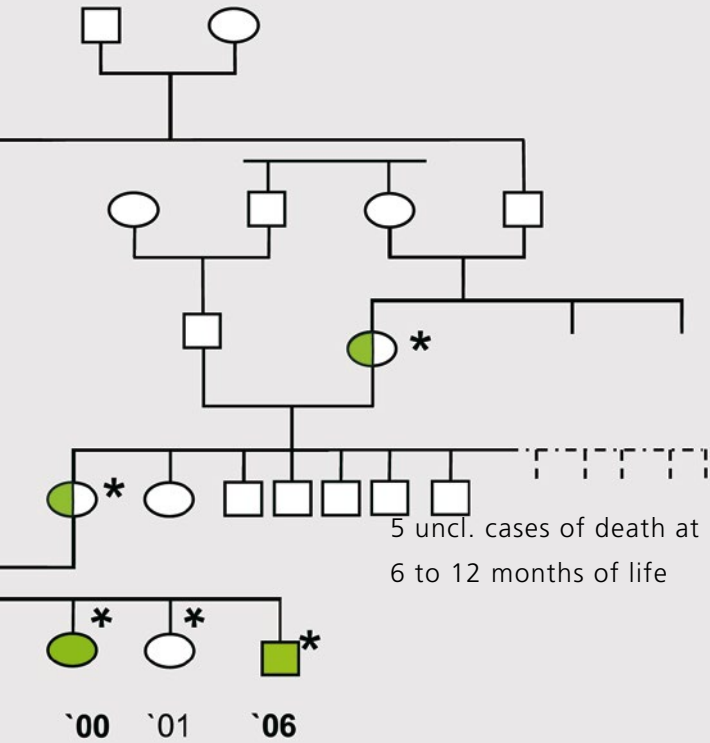 *
*
5 uncl. cases of death at
6 to 12 months of life
* * *
`00 `01 `06